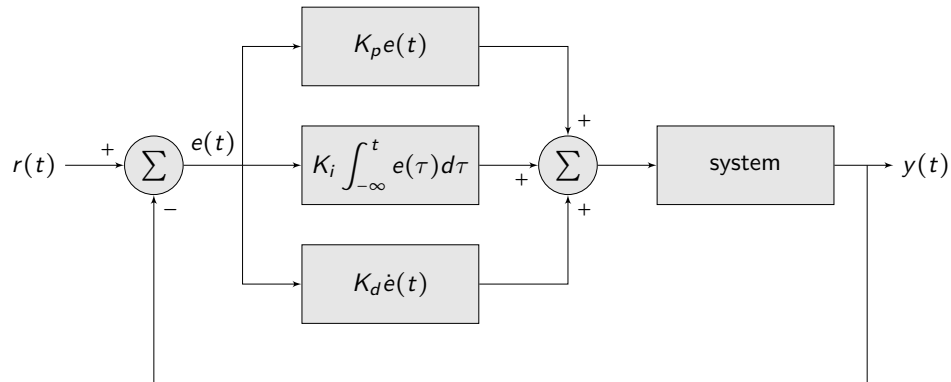 K_p e(t)
r(t) + ∑ e(t) K_i ∫_{-∞}^{t} e(τ)dτ + ∑ system y(t)
+
−
+
K_d ė(t)